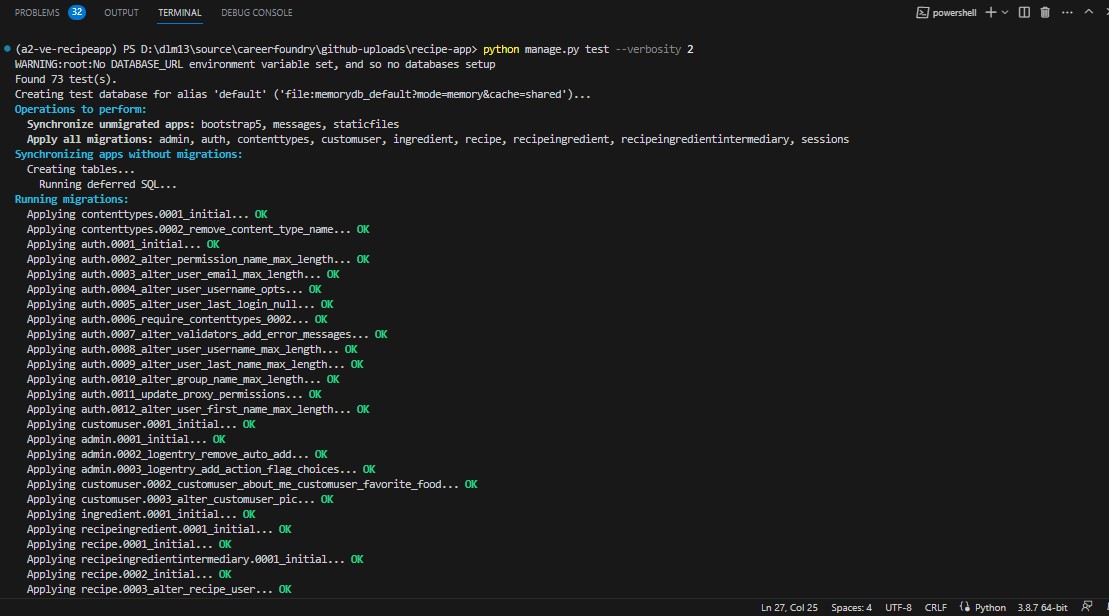 PROBLEMS 32 OUTPUT TERMINAL DEBUG CONSOLE powershell
(a2-ve-recipeapp) PS D:\dlm13\source\careerfoundry\github-uploads\recipe-app> python manage.py test --verbosity 2
WARNING:root:No DATABASE_URL environment variable set, and so no databases setup
Found 73 test(s).
Creating test database for alias 'default' ('file:memorydb_default?mode=memory&cache=shared')...
Operations to perform:
  Synchronize unmigrated apps: bootstrap5, messages, staticfiles
  Apply all migrations: admin, auth, contenttypes, customuser, ingredient, recipe, recipeingredient, recipeingredientintermediary, sessions
Synchronizing apps without migrations:
  Creating tables...
    Running deferred SQL...
Running migrations:
  Applying contenttypes.0001_initial... OK
  Applying contenttypes.0002_remove_content_type_name... OK
  Applying auth.0001_initial... OK
  Applying auth.0002_alter_permission_name_max_length... OK
  Applying auth.0003_alter_user_email_max_length... OK
  Applying auth.0004_alter_user_username_opts... OK
  Applying auth.0005_alter_user_last_login_null... OK
  Applying auth.0006_require_contenttypes_0002... OK
  Applying auth.0007_alter_validators_add_error_messages... OK
  Applying auth.0008_alter_user_username_max_length... OK
  Applying auth.0009_alter_user_last_name_max_length... OK
  Applying auth.0010_alter_group_name_max_length... OK
  Applying auth.0011_update_proxy_permissions... OK
  Applying auth.0012_alter_user_first_name_max_length... OK
  Applying customuser.0001_initial... OK
  Applying admin.0001_initial... OK
  Applying admin.0002_logentry_remove_auto_add... OK
  Applying admin.0003_logentry_add_action_flag_choices... OK
  Applying customuser.0002_customuser_about_me_customuser_favorite_food... OK
  Applying customuser.0003_alter_customuser_pic... OK
  Applying ingredient.0001_initial... OK
  Applying recipeingredient.0001_initial... OK
  Applying recipe.0001_initial... OK
  Applying recipeingredientintermediary.0001_initial... OK
  Applying recipe.0002_initial... OK
  Applying recipe.0003_alter_recipe_user... OK
Ln 27, Col 25 Spaces: 4 UTF-8 CRLF Python 3.8.7 64-bit